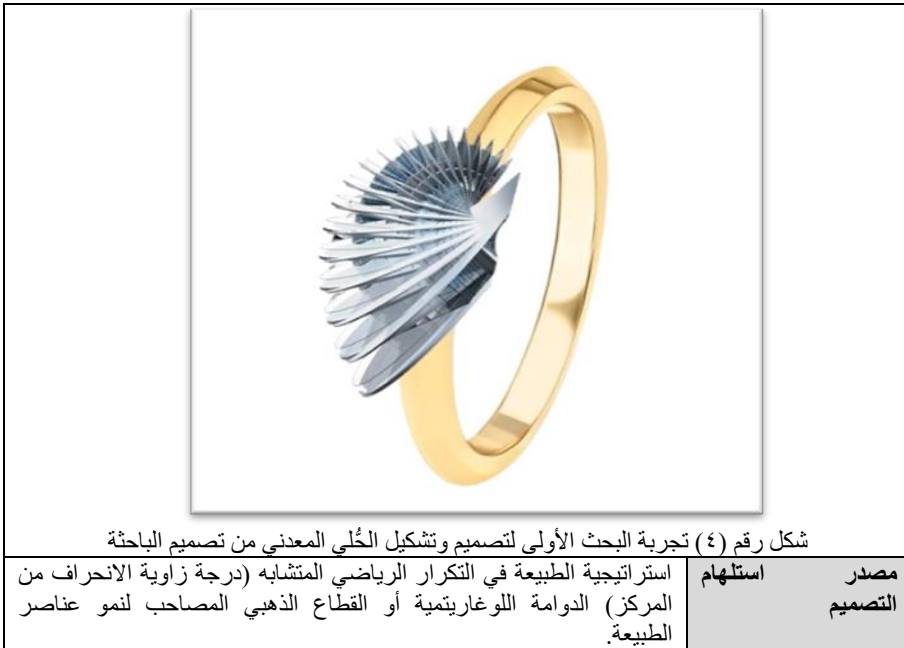 شكل رقم (٤) تجربة البحث الأولى لتصميم وتشكيل الحُلي المعدني من تصميم الباحثة
مصدر استلهام التصميم
استراتيجية الطبيعة في التكرار الرياضي المتشابه (درجة زاوية الانحراف من
المركز) الدوامة اللوغاريتمية أو القطاع الذهبي المصاحب لنمو عناصر
الطبيعة.